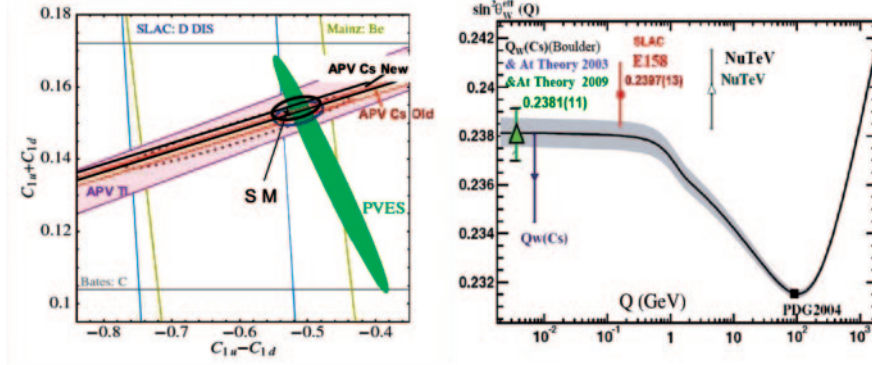 SLAC: D DIS
Mainz: Be
APV Cs New
APV Cs Old
APV Tl
S M
PVES
Bates: C
0.18
0.16
0.14
0.12
0.1
−0.8
−0.7
−0.6
−0.5
−0.4
C1u+C1d
C1u−C1d
sin²θ_W^eff (Q)
0.242
0.24
0.238
0.236
0.234
0.232
Q_W(Cs)(Boulder)
& At Theory 2003
& At Theory 2009
0.2381(11)
SLAC
E158
0.2397(13)
NuTeV
NuTeV
Qw(Cs)
Q (GeV)
PDG2004
10⁻²
10⁻¹
1
10
10²
10³